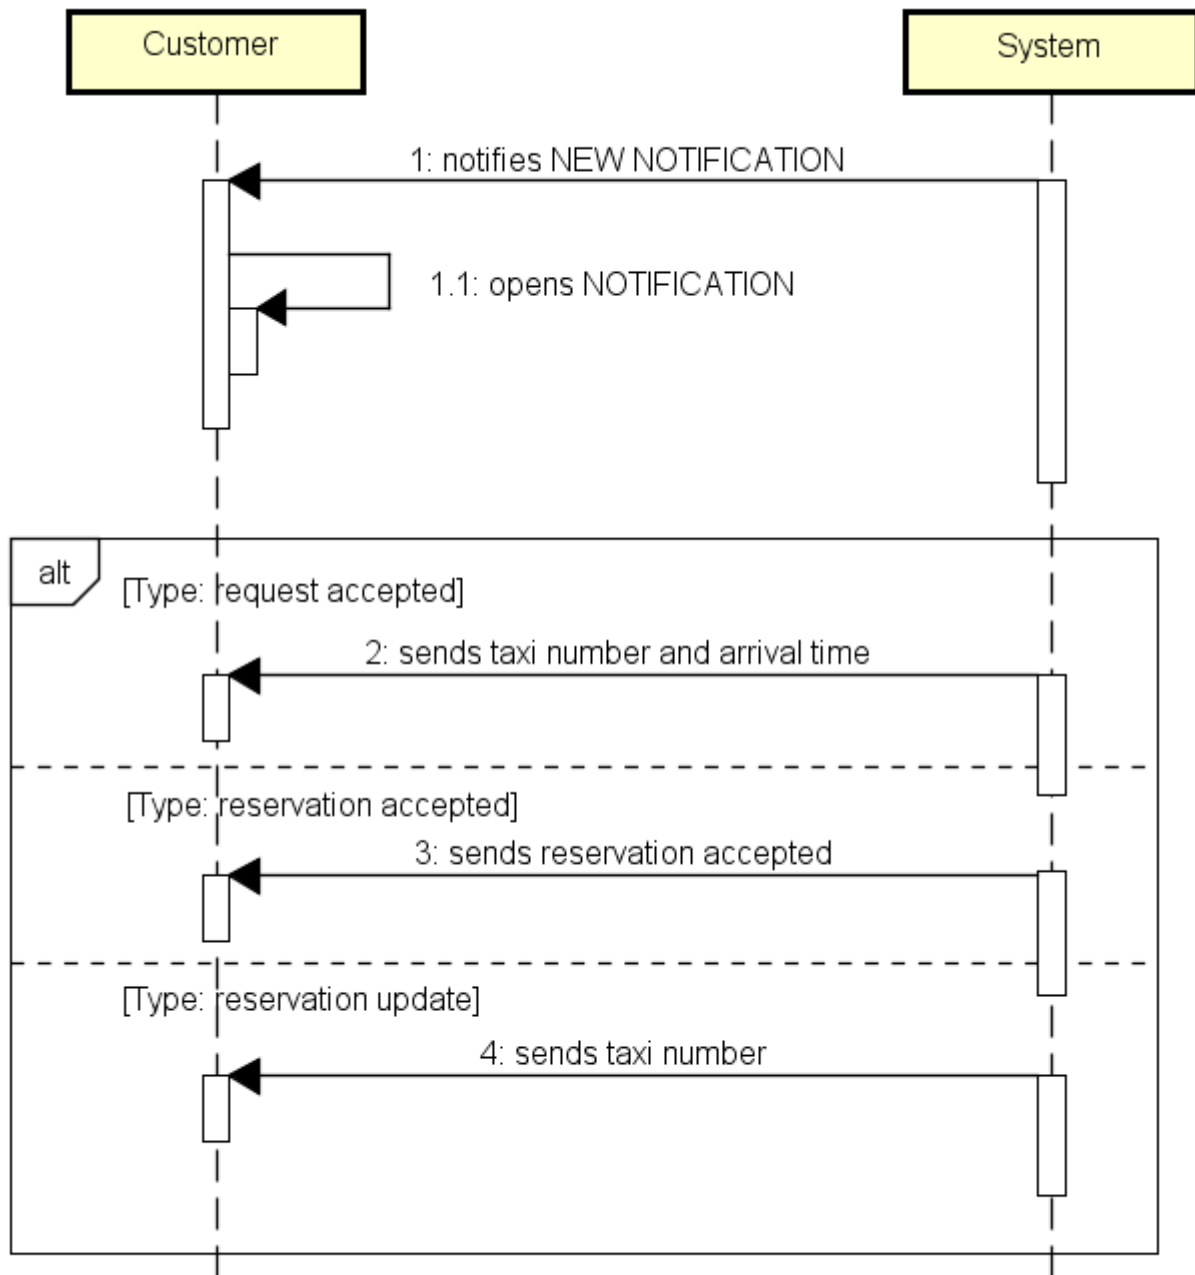 Customer
System
1: notifies NEW NOTIFICATION
1.1: opens NOTIFICATION
alt
[Type: request accepted]
2: sends taxi number and arrival time
[Type: reservation accepted]
3: sends reservation accepted
[Type: reservation update]
4: sends taxi number